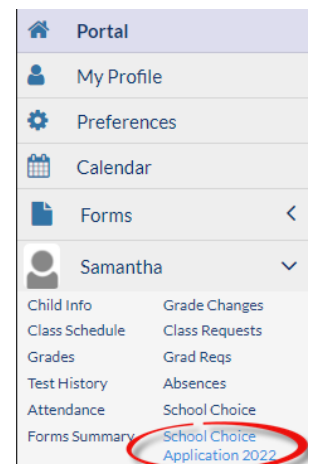 Portal
My Profile
Preferences
Calendar
Forms
Samantha
Child Info Grade Changes
Class Schedule Class Requests
Grades Grad Reqs
Test History Absences
Attendance School Choice
Forms Summary School Choice
Application 2022